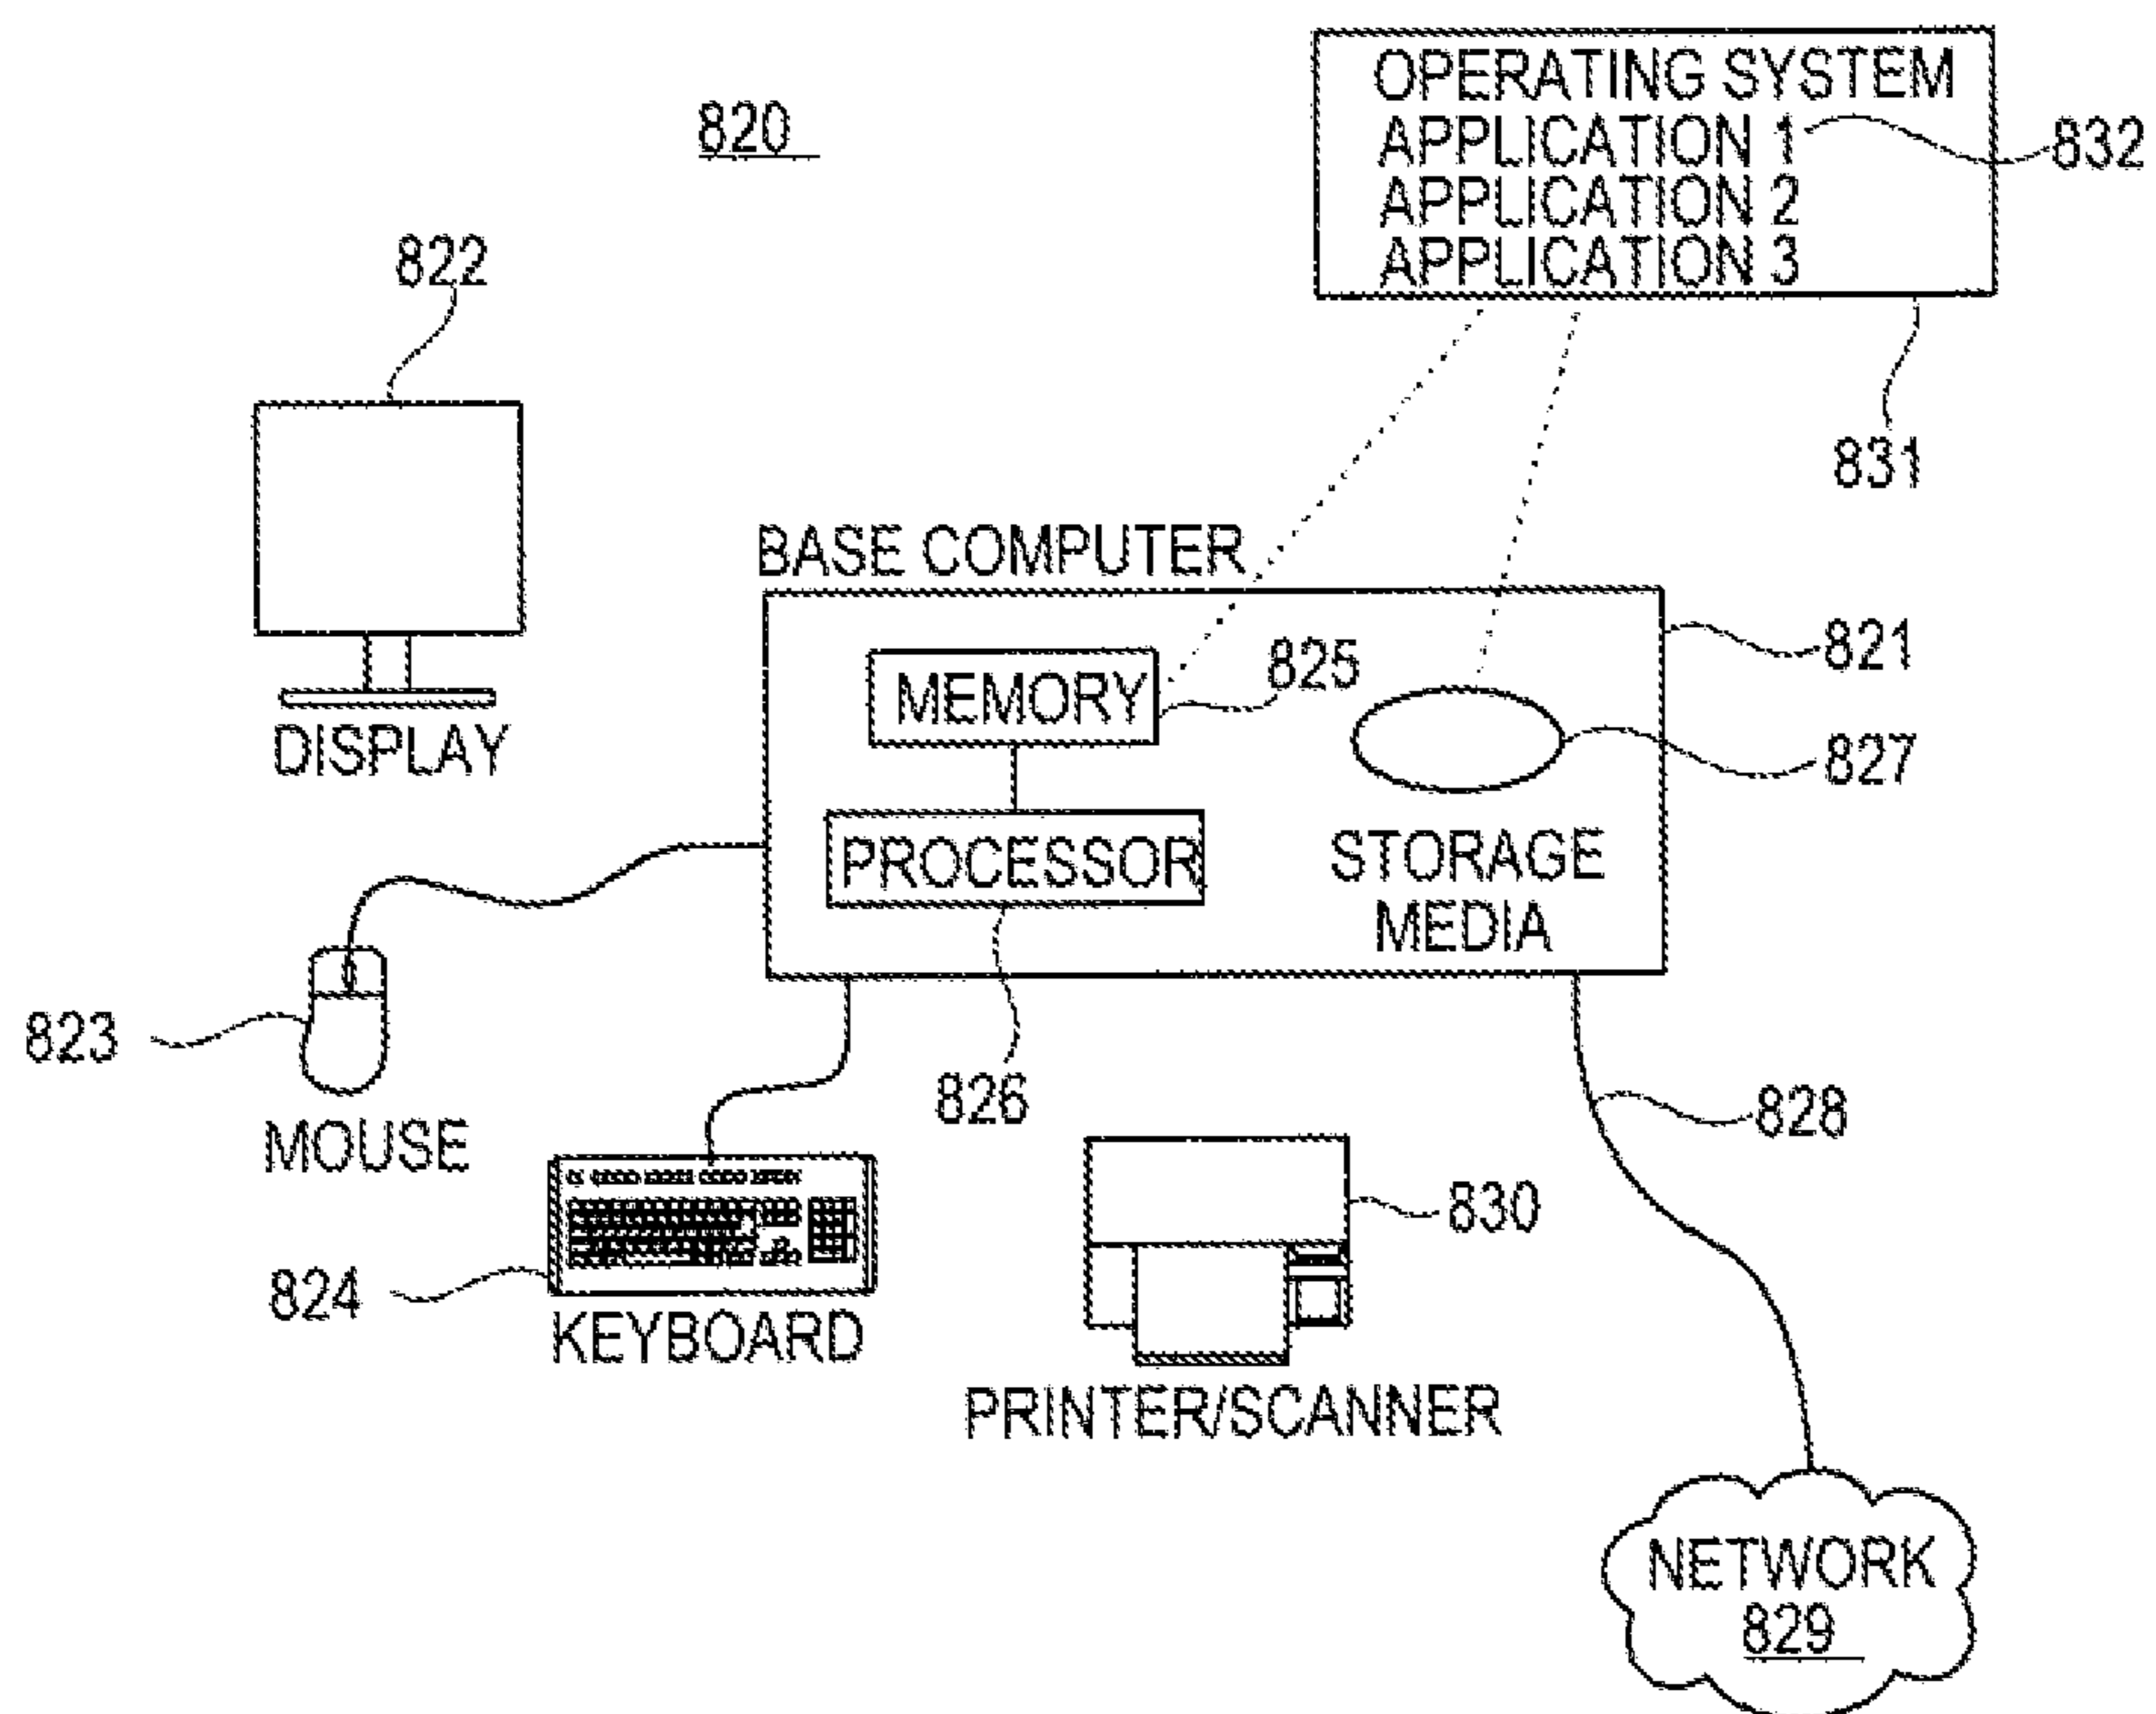 OPERATING SYSTEM
820
APPLICATION 1
832
APPLICATION 2
APPLICATION 3
822
831
BASE COMPUTER
821
MEMORY
825
DISPLAY
827
PROCESSOR
STORAGE
MEDIA
823
826
828
MOUSE
830
824
KEYBOARD
PRINTER/SCANNER
NETWORK
829